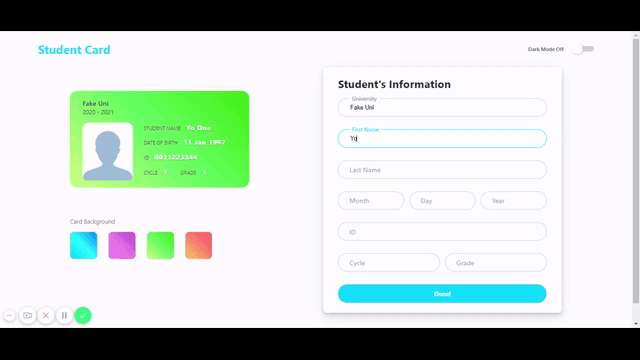 Student Card
Dark Mode Off
Fake Uni
2020 - 2021
STUDENT NAME Yo Doe
DATE OF BIRTH 11 Jan 1997
ID 0031223344
CYCLE 1 GRADE 3
Card Background
Student's Information
University
Fake Uni
First Name
Yo
Last Name
Month Day Year
ID
Cycle Grade
Done!